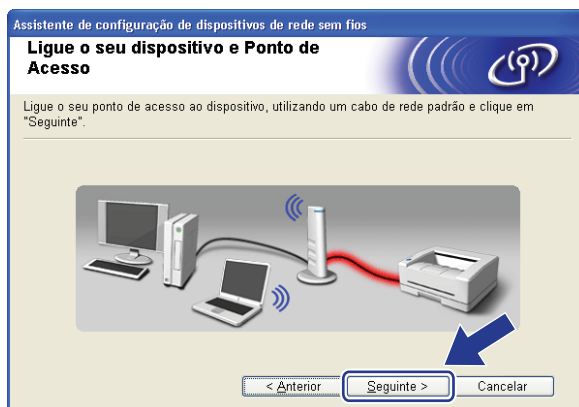 Assistente de configuração de dispositivos de rede sem fios
Ligue o seu dispositivo e Ponto de
Acesso
Ligue o seu ponto de acesso ao dispositivo, utilizando um cabo de rede padrão e clique em
"Seguinte".
< Anterior
Seguinte >
Cancelar